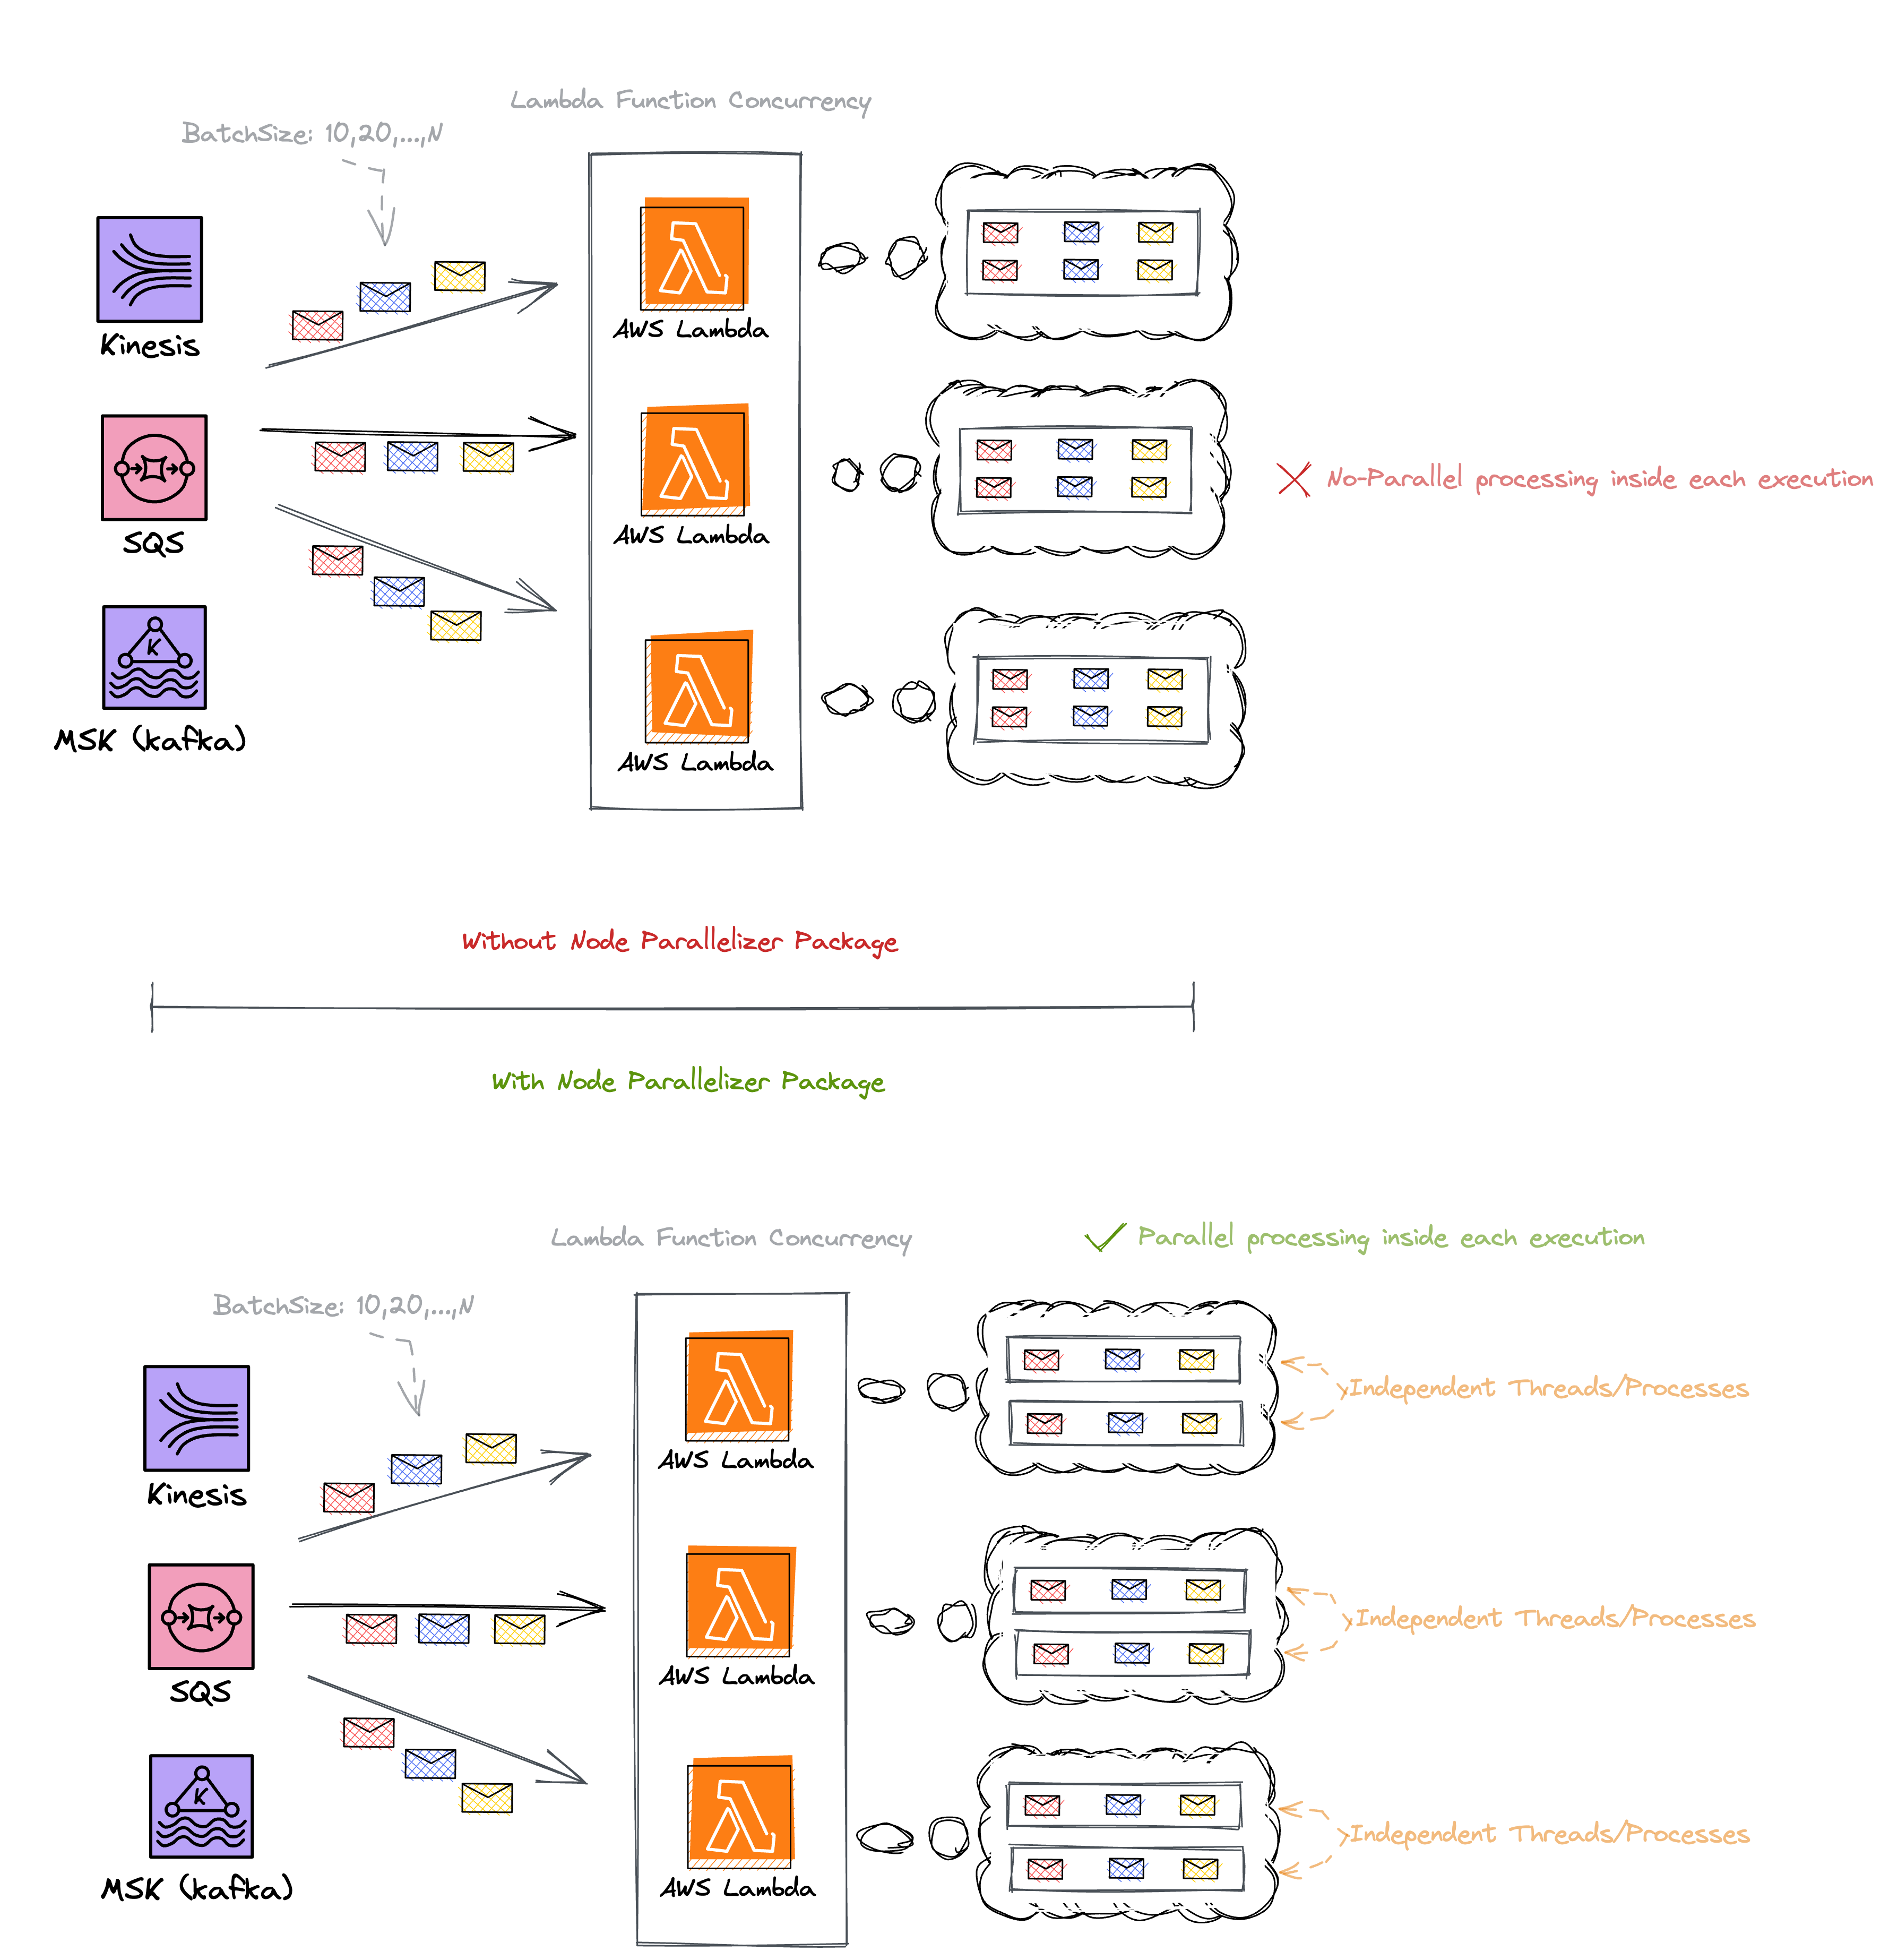 Lambda Function Concurrency
BatchSize: 10,20,...,N
Kinesis
AWS Lambda
SQS
AWS Lambda
No-Parallel processing inside each execution
K
MSK (kafka)
AWS Lambda
Without Node Parallelizer Package
With Node Parallelizer Package
Lambda Function Concurrency
Parallel processing inside each execution
BatchSize: 10,20,...,N
Kinesis
AWS Lambda
Independent Threads/Processes
SQS
AWS Lambda
Independent Threads/Processes
K
MSK (kafka)
AWS Lambda
Independent Threads/Processes